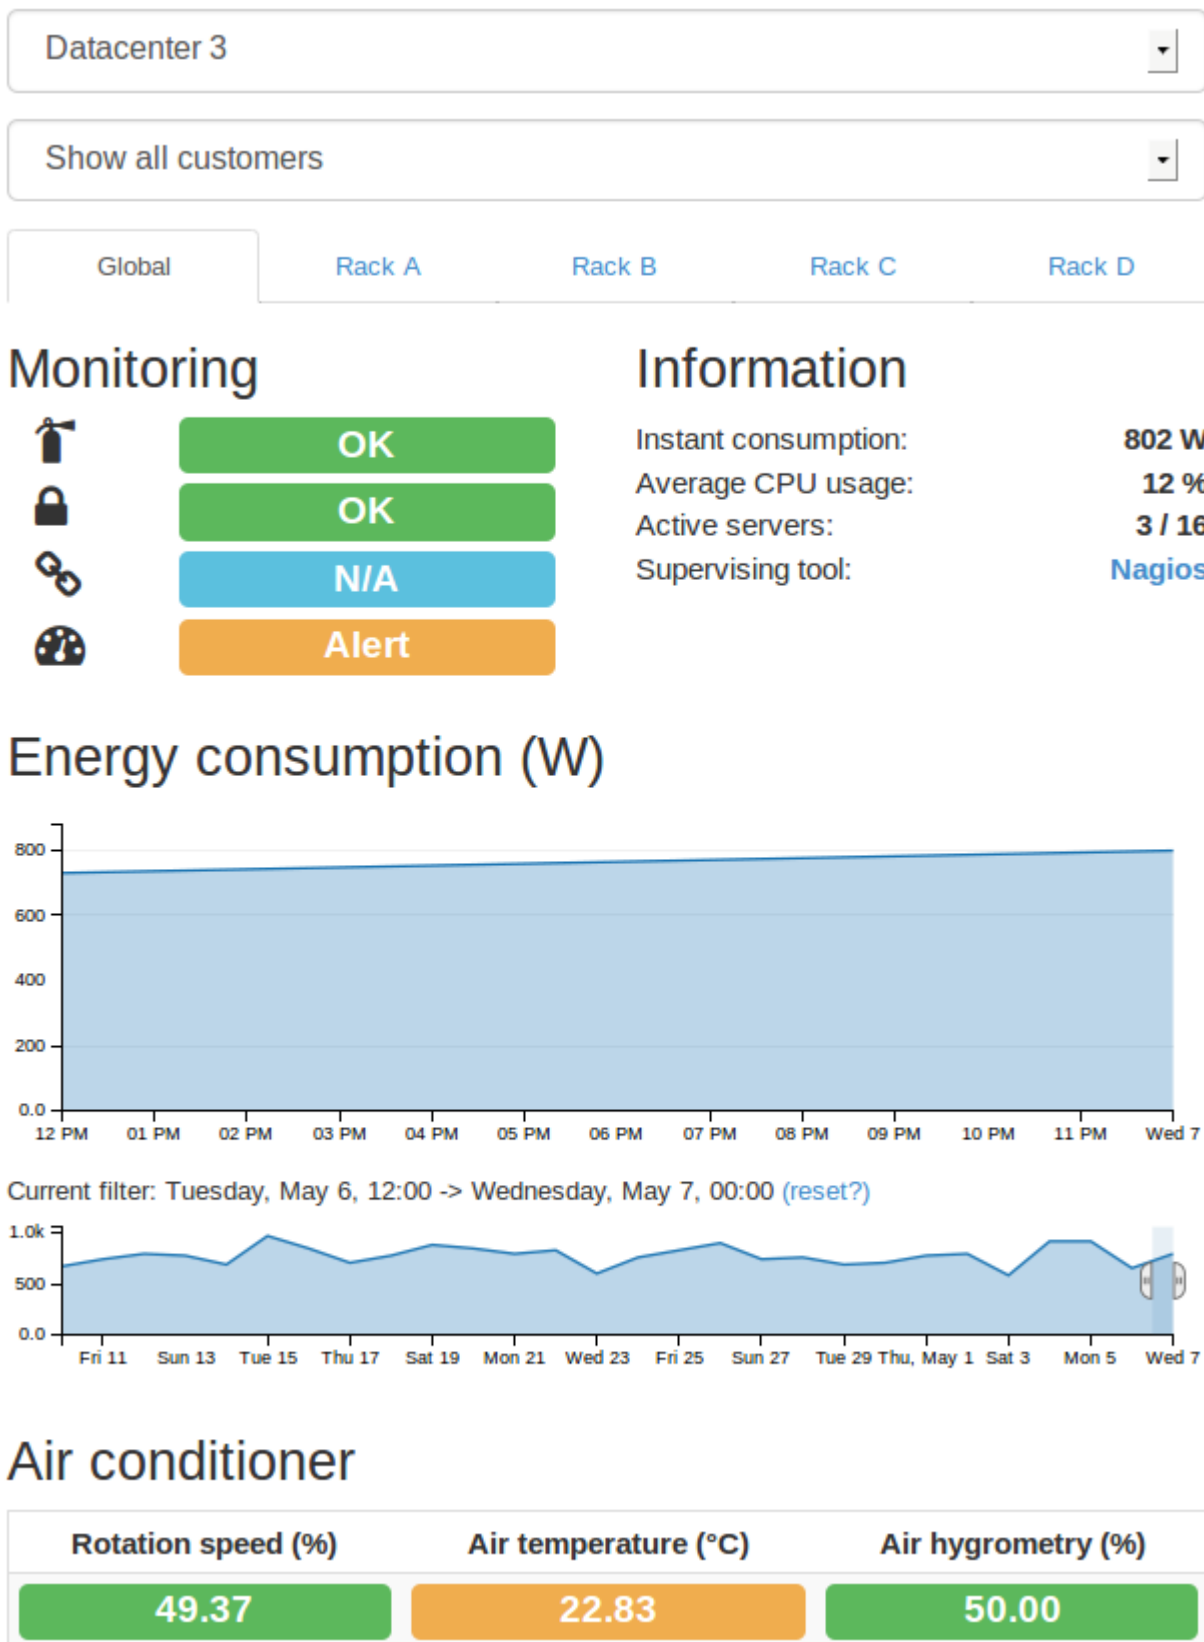 Datacenter 3
Show all customers
Global Rack A Rack B Rack C Rack D
Monitoring
OK
OK
N/A
Alert
Information
Instant consumption: 802 W
Average CPU usage: 12 %
Active servers: 3 / 16
Supervising tool: Nagios
Energy consumption (W)
800
600
400
200
0.0
12 PM 01 PM 02 PM 03 PM 04 PM 05 PM 06 PM 07 PM 08 PM 09 PM 10 PM 11 PM Wed 7
Current filter: Tuesday, May 6, 12:00 -> Wednesday, May 7, 00:00 (reset?)
1.0k
500
0.0
Fri 11 Sun 13 Tue 15 Thu 17 Sat 19 Mon 21 Wed 23 Fri 25 Sun 27 Tue 29 Thu, May 1 Sat 3 Mon 5 Wed 7
Air conditioner
Rotation speed (%) Air temperature (°C) Air hygrometry (%)
49.37 22.83 50.00